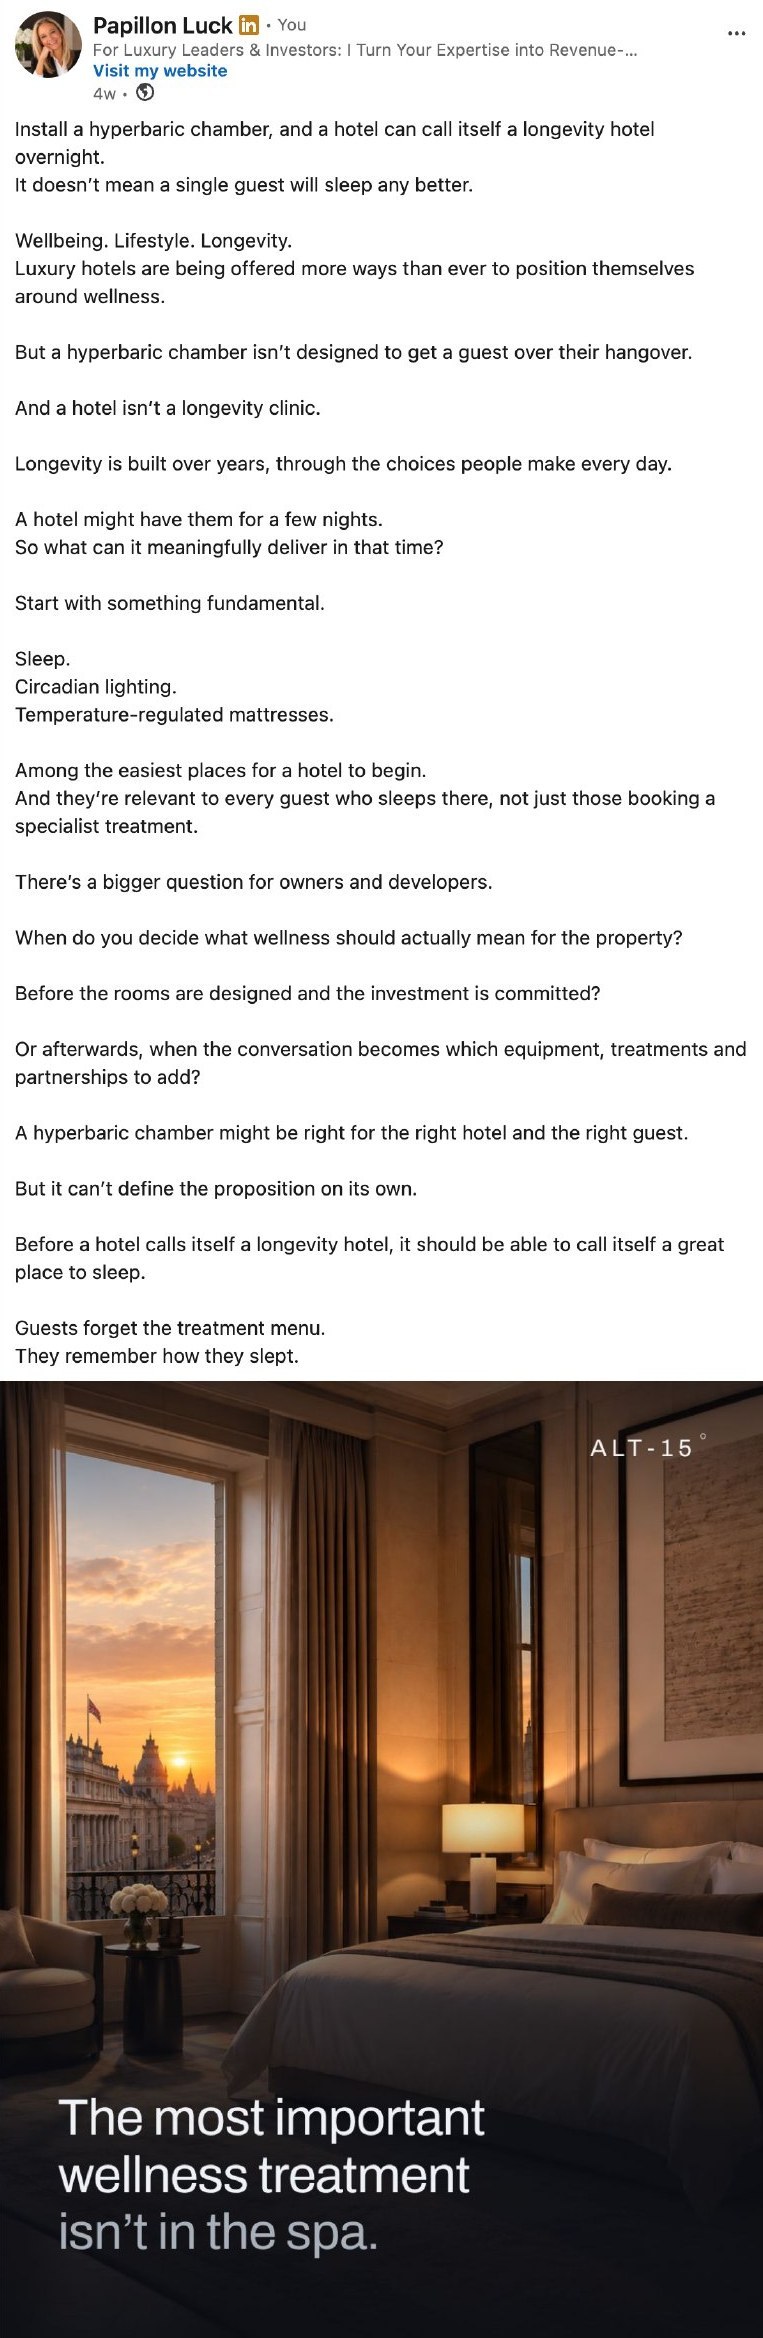 Papillon Luck in • You
For Luxury Leaders & Investors: I Turn Your Expertise into Revenue-...
Visit my website
4w •
Install a hyperbaric chamber, and a hotel can call itself a longevity hotel
overnight.
It doesn't mean a single guest will sleep any better.
Wellbeing. Lifestyle. Longevity.
Luxury hotels are being offered more ways than ever to position themselves
around wellness.
But a hyperbaric chamber isn't designed to get a guest over their hangover.
And a hotel isn't a longevity clinic.
Longevity is built over years, through the choices people make every day.
A hotel might have them for a few nights.
So what can it meaningfully deliver in that time?
Start with something fundamental.
Sleep.
Circadian lighting.
Temperature-regulated mattresses.
Among the easiest places for a hotel to begin.
And they're relevant to every guest who sleeps there, not just those booking a
specialist treatment.
There's a bigger question for owners and developers.
When do you decide what wellness should actually mean for the property?
Before the rooms are designed and the investment is committed?
Or afterwards, when the conversation becomes which equipment, treatments and
partnerships to add?
A hyperbaric chamber might be right for the right hotel and the right guest.
But it can't define the proposition on its own.
Before a hotel calls itself a longevity hotel, it should be able to call itself a great
place to sleep.
Guests forget the treatment menu.
They remember how they slept.
ALT-15°
The most important
wellness treatment
isn't in the spa.